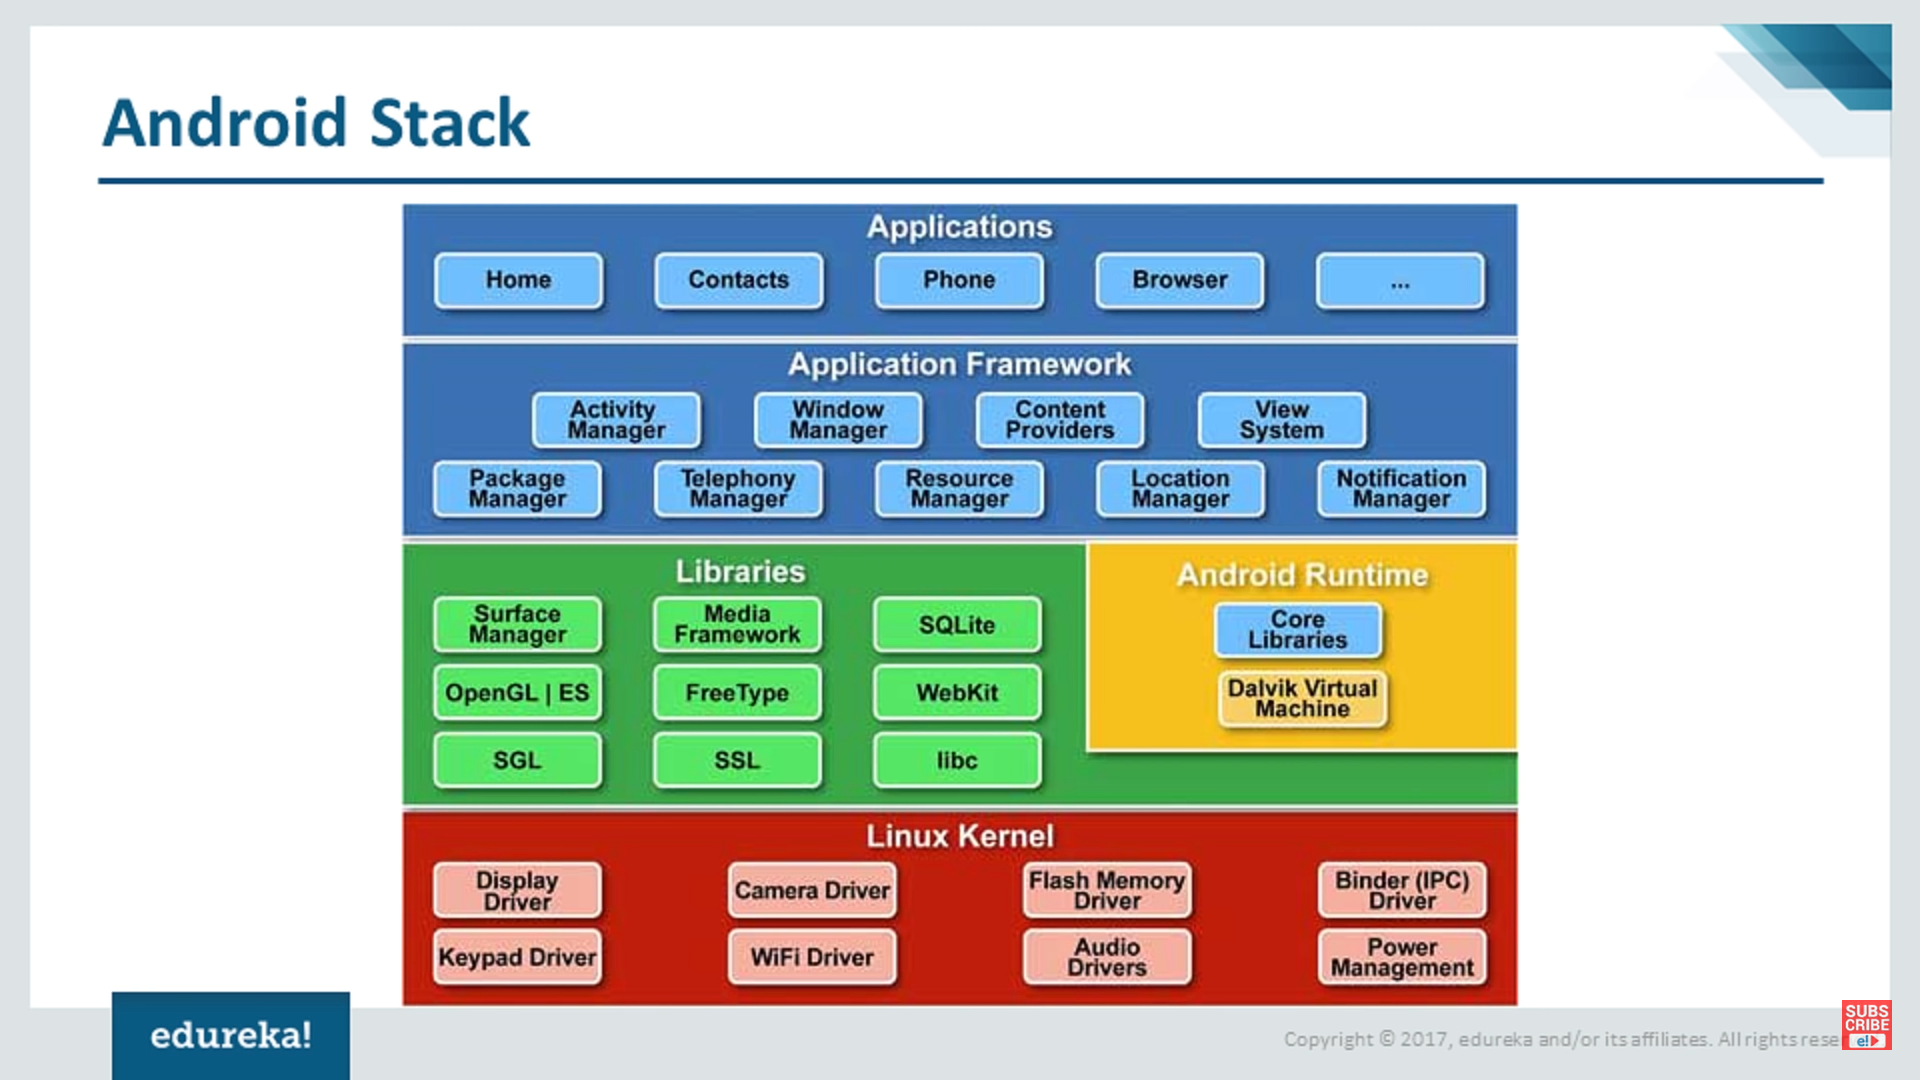 Android Stack
Applications
Home
Contacts
Phone
Browser
...
Application Framework
Activity
Manager
Window
Manager
Content
Providers
View
System
Package
Manager
Telephony
Manager
Resource
Manager
Location
Manager
Notification
Manager
Libraries
Surface
Manager
Media
Framework
SQLite
OpenGL | ES
FreeType
WebKit
SGL
SSL
libc
Android Runtime
Core
Libraries
Dalvik Virtual
Machine
Linux Kernel
Display
Driver
Camera Driver
Flash Memory
Driver
Binder (IPC)
Driver
Keypad Driver
WiFi Driver
Audio
Drivers
Power
Management
edureka!
Copyright © 2017, edureka and/or its affiliates. All rights reser
SUBS
CRIBE
e!